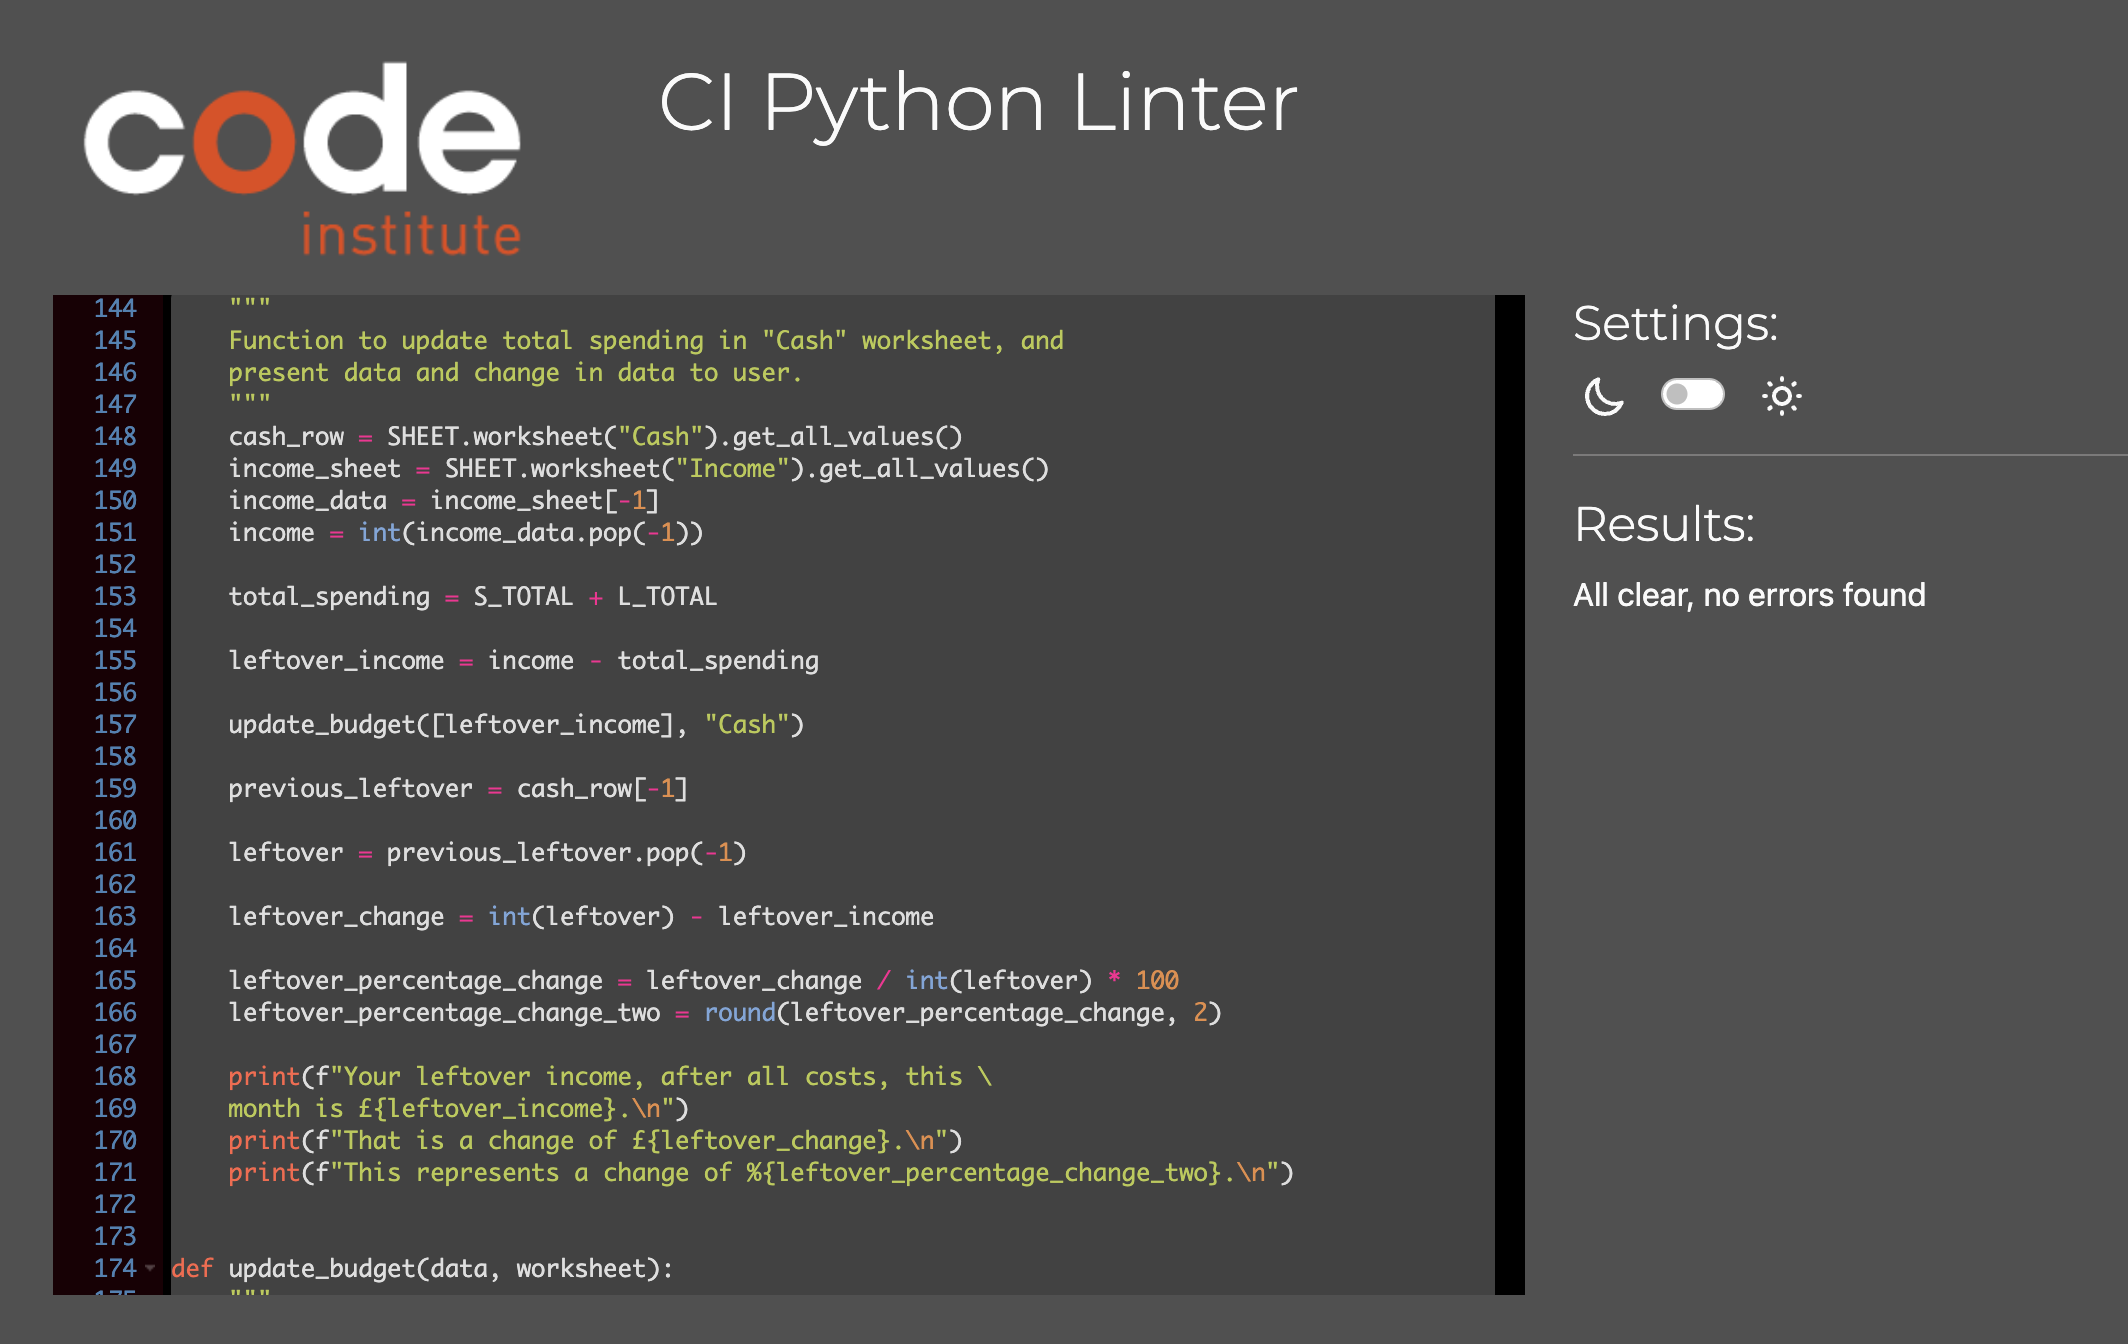 code
institute
CI Python Linter
144     """
145     Function to update total spending in "Cash" worksheet, and
146     present data and change in data to user.
147     """
148     cash_row = SHEET.worksheet("Cash").get_all_values()
149     income_sheet = SHEET.worksheet("Income").get_all_values()
150     income_data = income_sheet[-1]
151     income = int(income_data.pop(-1))
152
153     total_spending = S_TOTAL + L_TOTAL
154
155     leftover_income = income - total_spending
156
157     update_budget([leftover_income], "Cash")
158
159     previous_leftover = cash_row[-1]
160
161     leftover = previous_leftover.pop(-1)
162
163     leftover_change = int(leftover) - leftover_income
164
165     leftover_percentage_change = leftover_change / int(leftover) * 100
166     leftover_percentage_change_two = round(leftover_percentage_change, 2)
167
168     print(f"Your leftover income, after all costs, this \
169     month is £{leftover_income}.\n")
170     print(f"That is a change of £{leftover_change}.\n")
171     print(f"This represents a change of %{leftover_percentage_change_two}.\n")
172
173
174 def update_budget(data, worksheet):
175     """
Settings:
Results:
All clear, no errors found